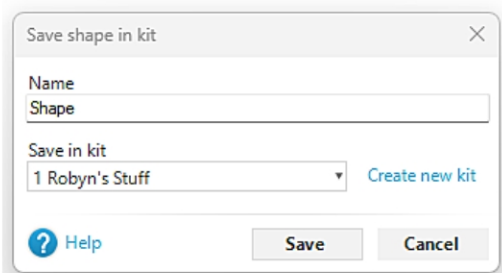 Save shape in kit
Name
Shape
Save in kit
1 Robyn's Stuff
Create new kit
? Help
Save
Cancel